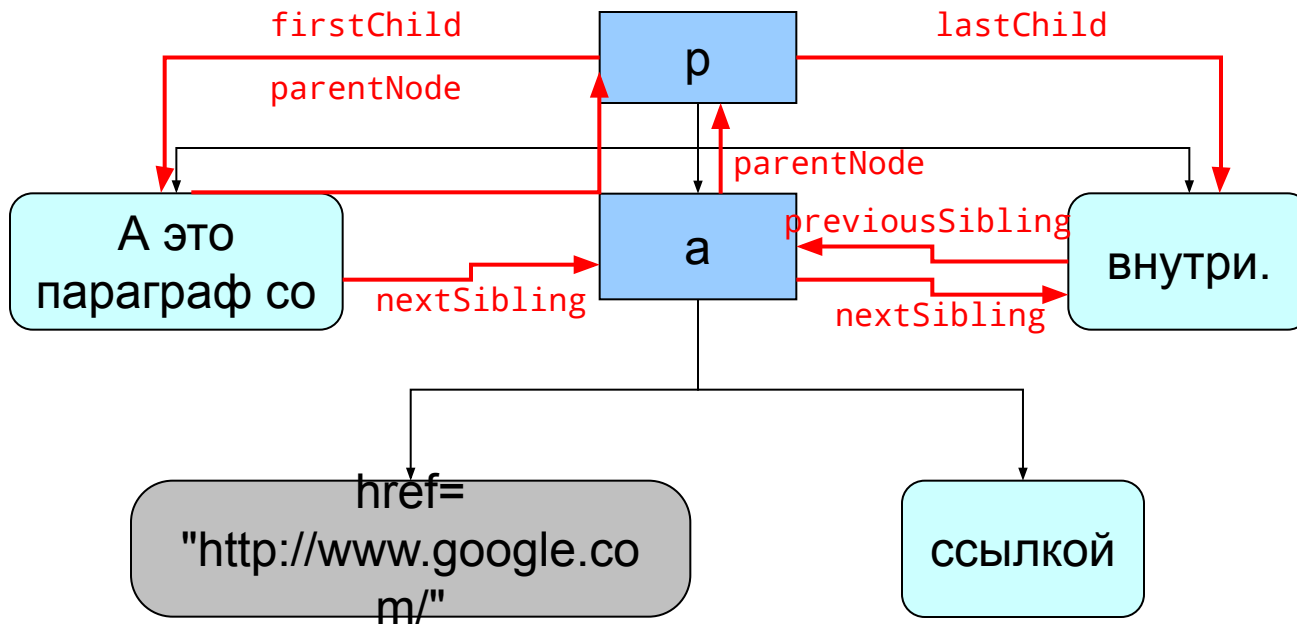 firstChild
p
lastChild
parentNode
parentNode
А это
параграф со
a
previousSibling
внутри.
nextSibling
nextSibling
href=
"http://www.google.co
m/"
ссылкой